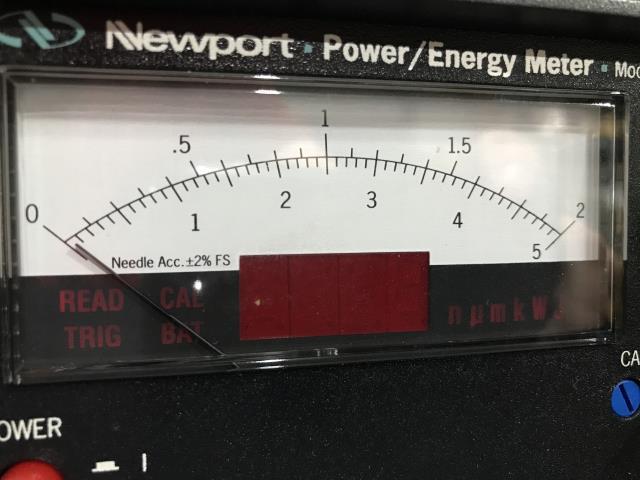 Newport · Power/Energy Meter · Mod
0 .5 1 1.5 2
1 2 3 4 5
Needle Acc.±2% FS
READ CAL
TRIG BAT
n µ m k W J
CA
OWER